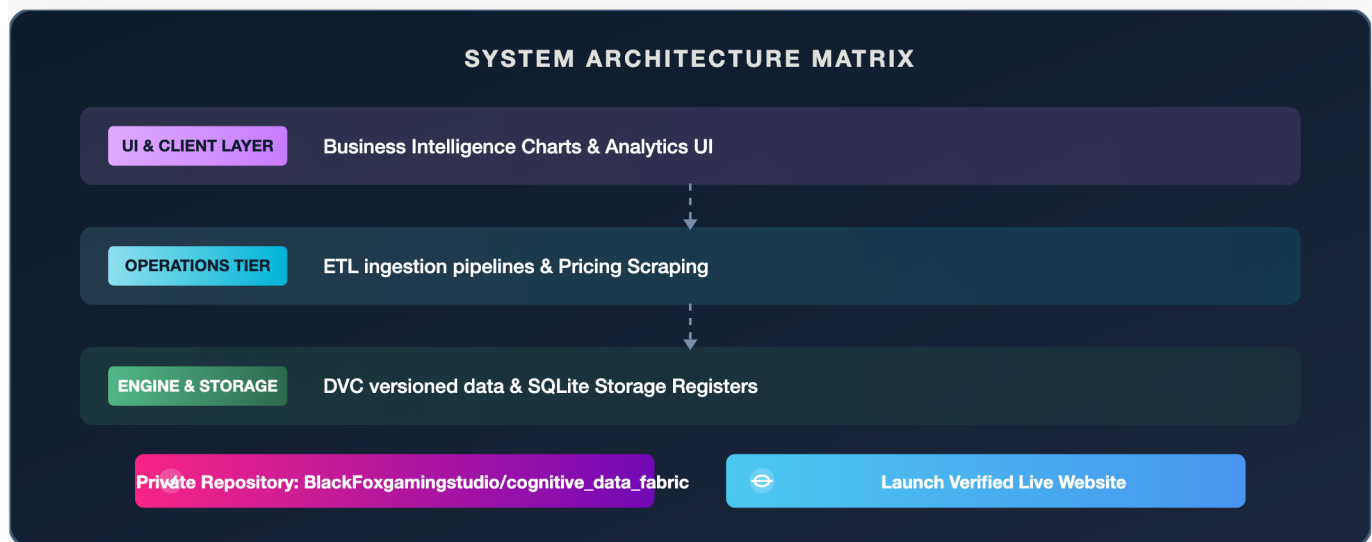 SYSTEM ARCHITECTURE MATRIX
UI & CLIENT LAYER
Business Intelligence Charts & Analytics UI
OPERATIONS TIER
ETL ingestion pipelines & Pricing Scraping
ENGINE & STORAGE
DVC versioned data & SQLite Storage Registers
Private Repository: BlackFoxgamingstudio/cognitive_data_fabric
Launch Verified Live Website